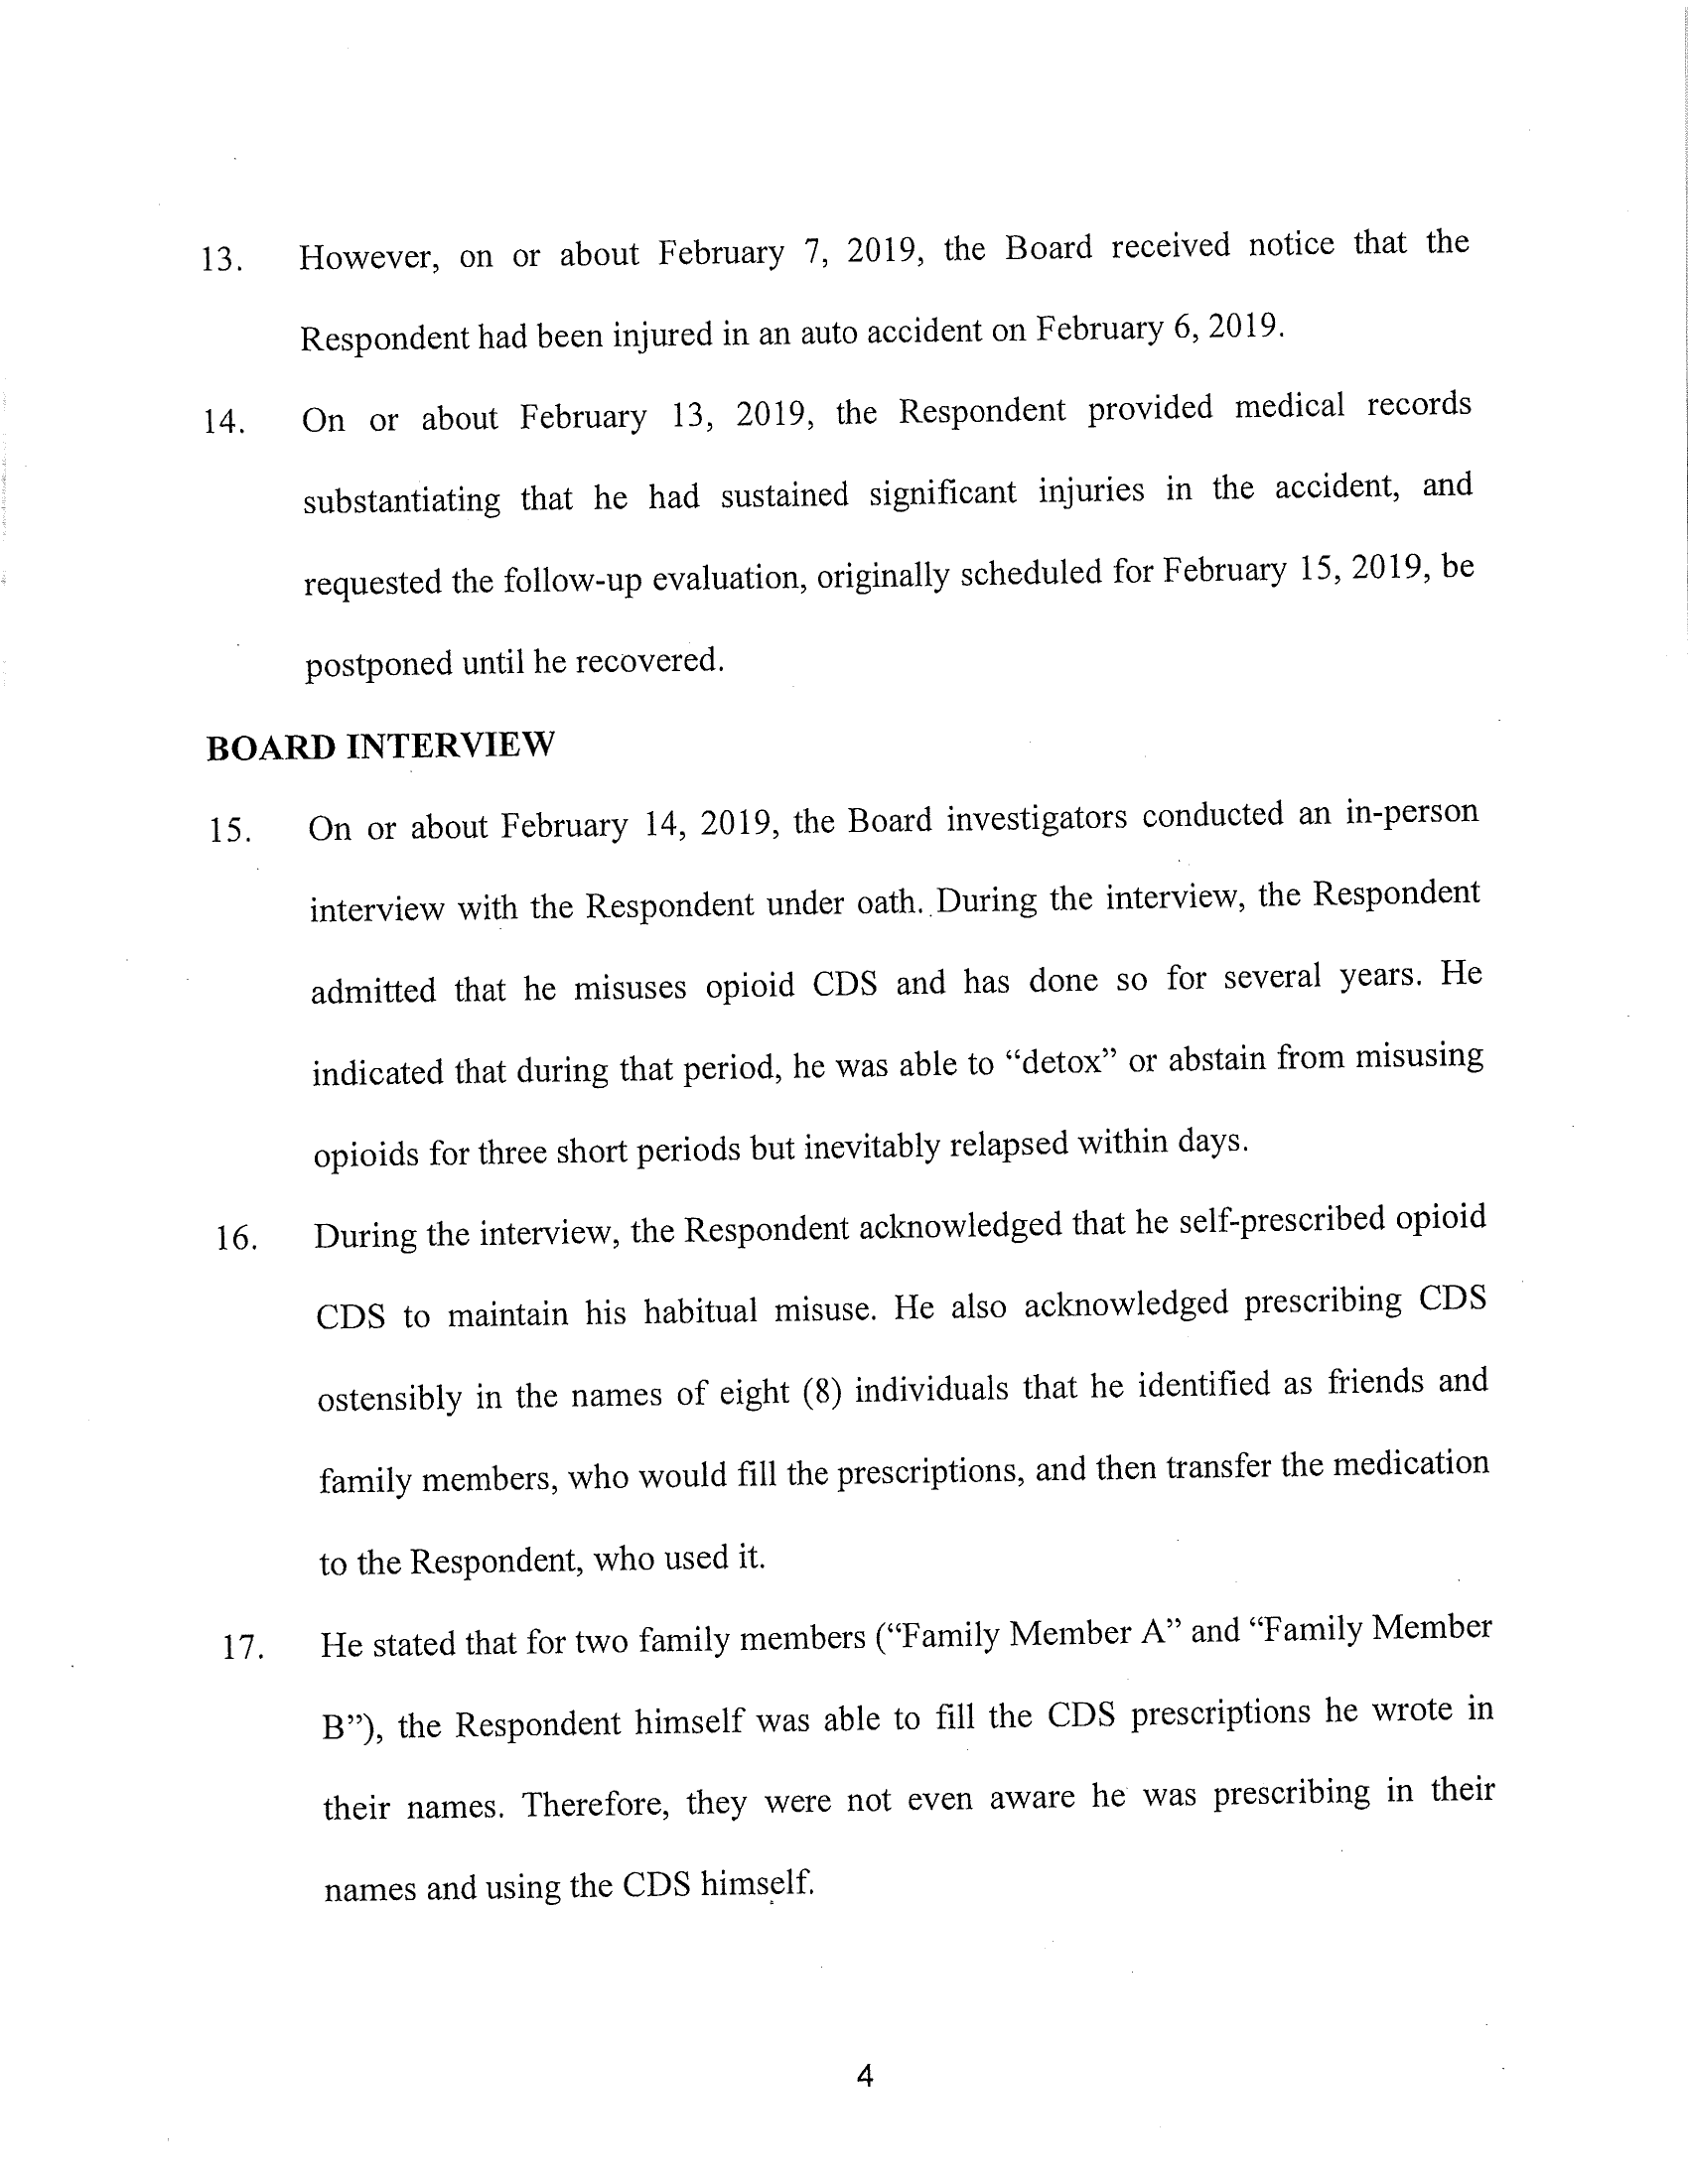 13. However, on or about February 7, 2019, the Board received notice that the
Respondent had been injured in an auto accident on February 6, 2019.
14. On or about February 13, 2019, the Respondent provided medical records
substantiating that he had sustained significant injuries in the accident, and
requested the follow-up evaluation, originally scheduled for February 15, 2019, be
postponed until he recovered.
BOARD INTERVIEW
15. On or about February 14, 2019, the Board investigators conducted an in-person
interview with the Respondent under oath. During the interview, the Respondent
admitted that he misuses opioid CDS and has done so for several years. He
indicated that during that period, he was able to “detox” or abstain from misusing
opioids for three short periods but inevitably relapsed within days.
16. During the interview, the Respondent acknowledged that he self-prescribed opioid
CDS to maintain his habitual misuse. He also acknowledged prescribing CDS
ostensibly in the names of eight (8) individuals that he identified as friends and
family members, who would fill the prescriptions, and then transfer the medication
to the Respondent, who used it.
17. He stated that for two family members (“Family Member A” and “Family Member
B”), the Respondent himself was able to fill the CDS prescriptions he wrote in
their names. Therefore, they were not even aware he was prescribing in their
names and using the CDS himself.
4